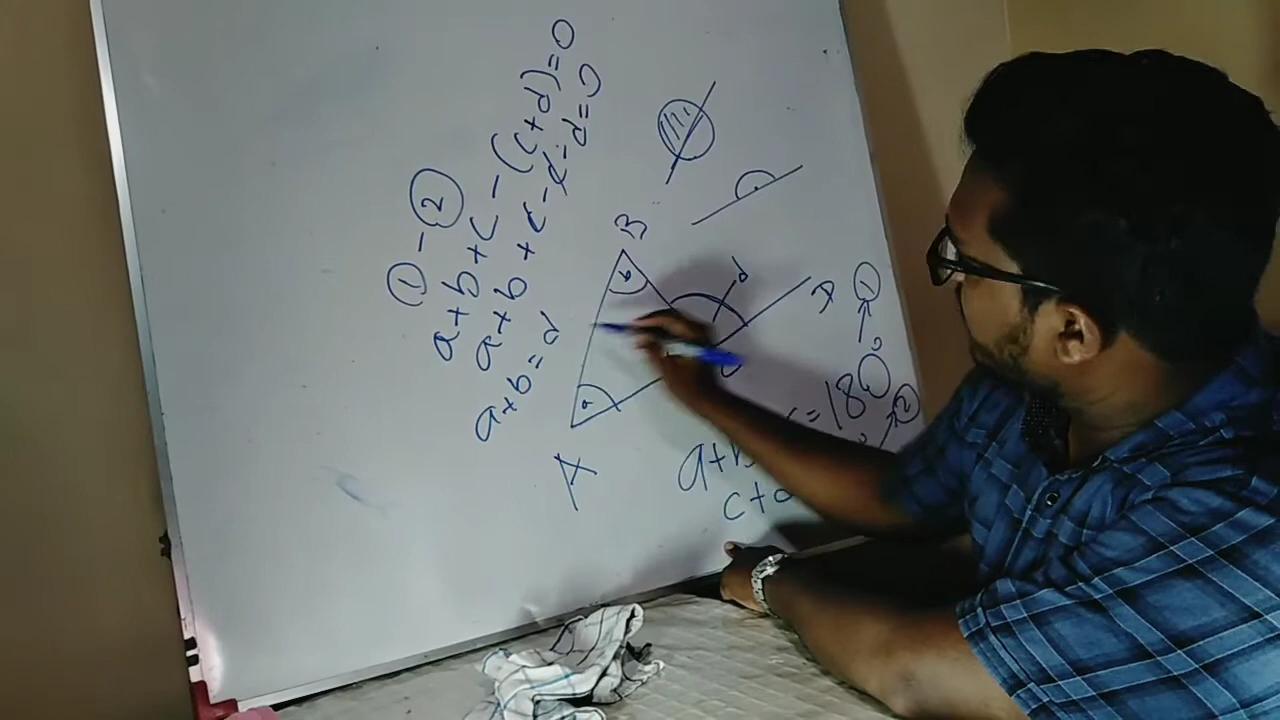 ① - ②
a+b+c-(c+d)=0
a+b+c-c-d=0
a+b=d
B
b
d
D
a
A
=180° → ①
→ ②
a+b
c+d